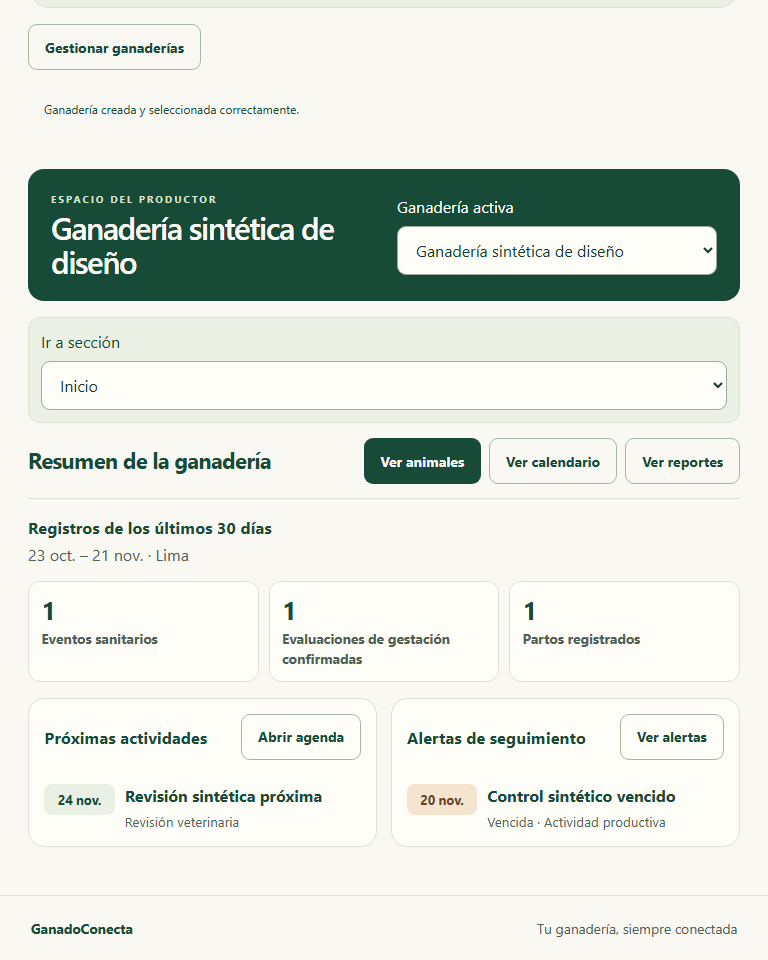 Gestionar ganaderías
Ganadería creada y seleccionada correctamente.
ESPACIO DEL PRODUCTOR
Ganadería sintética de
diseño
Ganadería activa
Ganadería sintética de diseño
Ir a sección
Inicio
Resumen de la ganadería
Ver animales
Ver calendario
Ver reportes
Registros de los últimos 30 días
23 oct. – 21 nov. · Lima
1
Eventos sanitarios
1
Evaluaciones de gestación
confirmadas
1
Partos registrados
Próximas actividades
Abrir agenda
24 nov.
Revisión sintética próxima
Revisión veterinaria
Alertas de seguimiento
Ver alertas
20 nov.
Control sintético vencido
Vencida · Actividad productiva
GanadoConecta
Tu ganadería, siempre conectada